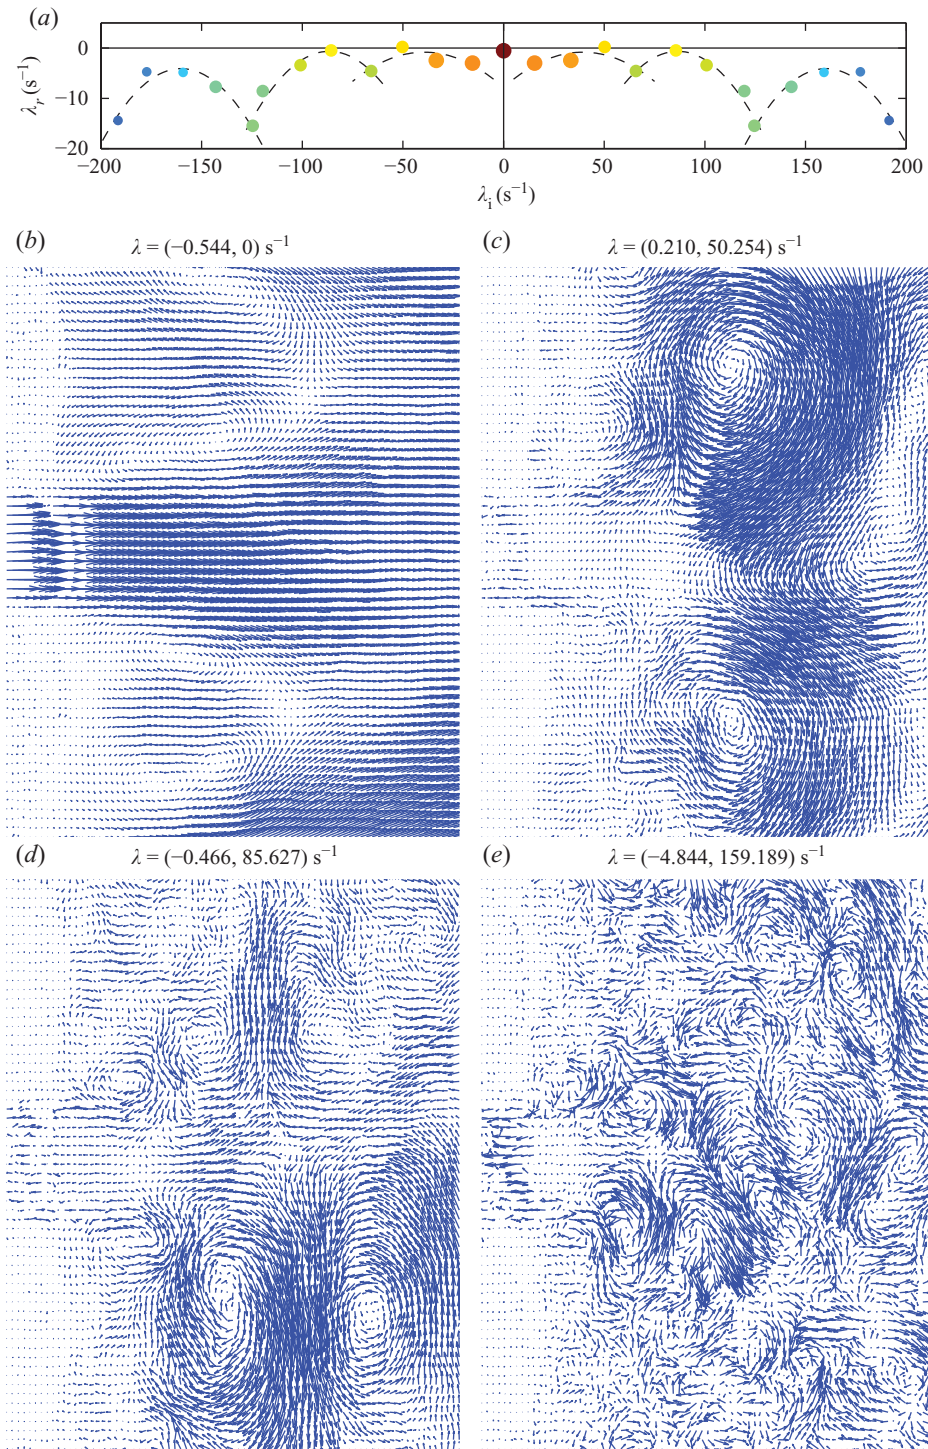 (a)
0
−10
−20
λr (s−1)
−200 −150 −100 −50 0 50 100 150 200
λi (s−1)
(b) λ = (−0.544, 0) s−1
(c) λ = (0.210, 50.254) s−1
(d) λ = (−0.466, 85.627) s−1
(e) λ = (−4.844, 159.189) s−1